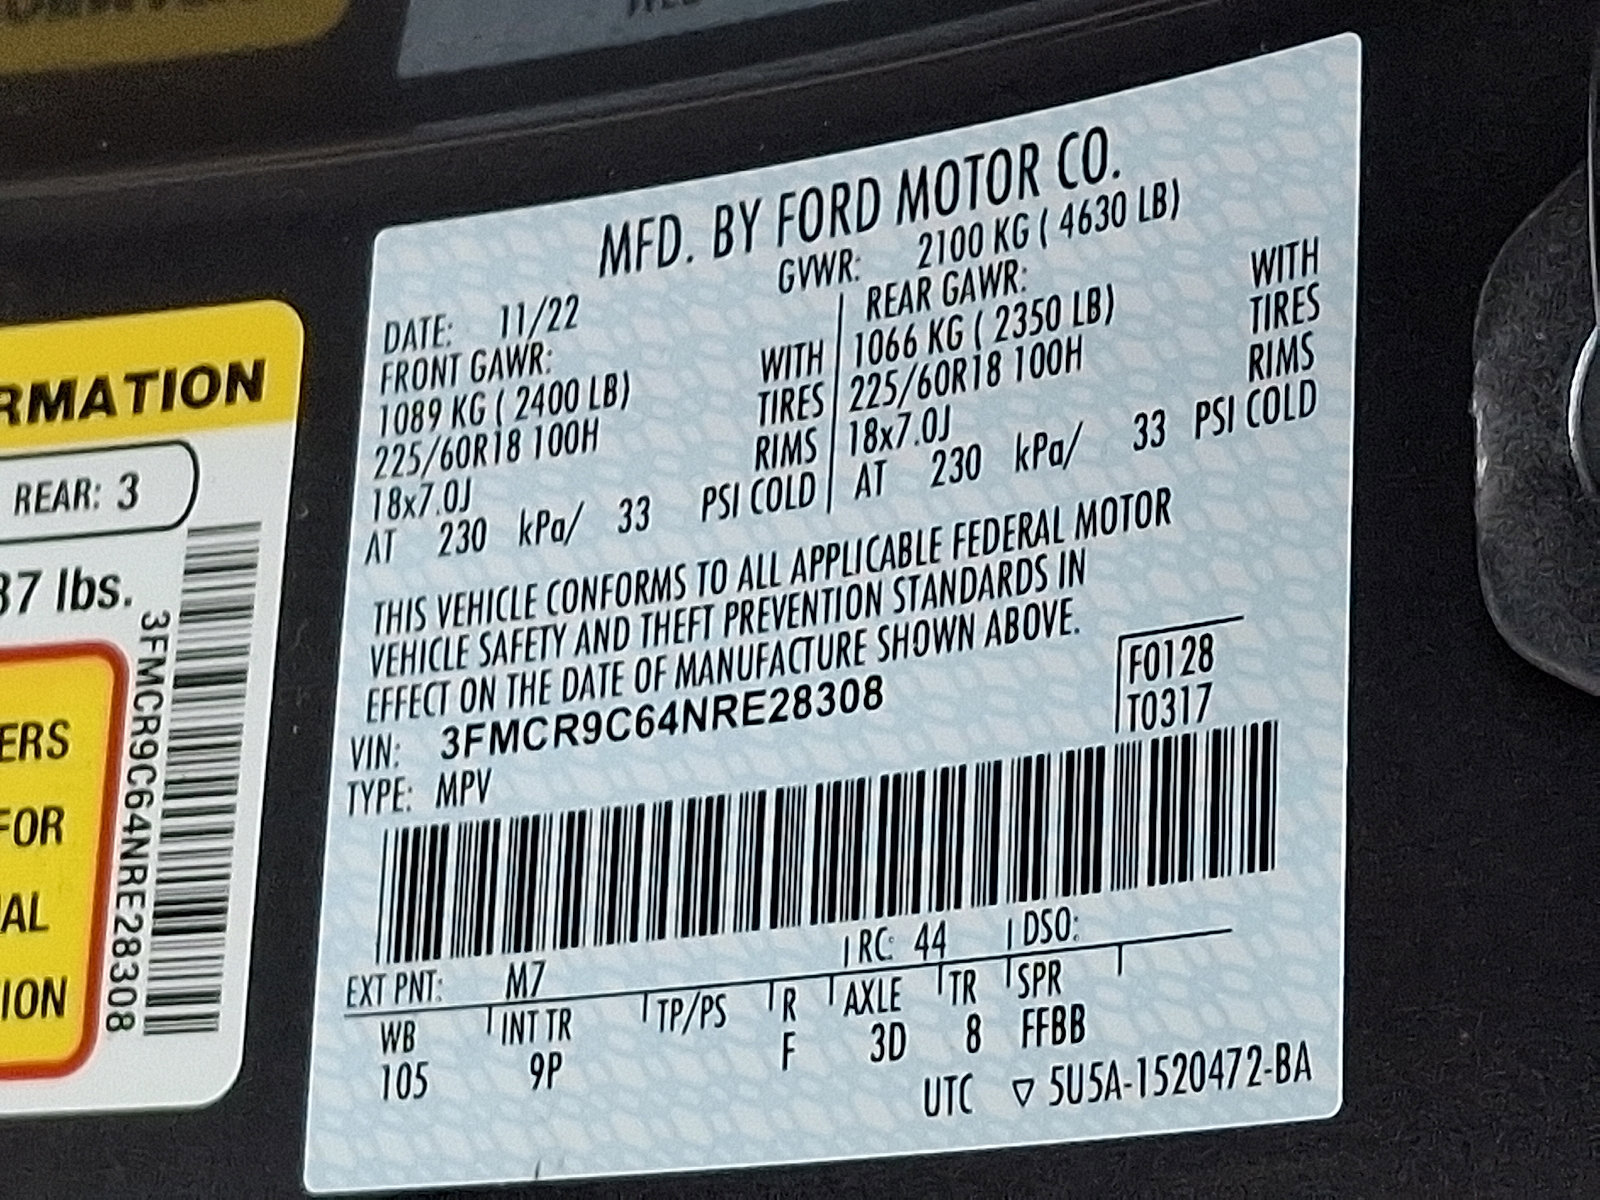 MFD. BY FORD MOTOR CO.
DATE: 11/22 GVWR: 2100 KG ( 4630 LB)
FRONT GAWR: REAR GAWR:
1089 KG ( 2400 LB) WITH 1066 KG ( 2350 LB) WITH
225/60R18 100H TIRES 225/60R18 100H TIRES
18x7.0J RIMS 18x7.0J RIMS
AT 230 kPa/ 33 PSI COLD AT 230 kPa/ 33 PSI COLD
THIS VEHICLE CONFORMS TO ALL APPLICABLE FEDERAL MOTOR
VEHICLE SAFETY AND THEFT PREVENTION STANDARDS IN
EFFECT ON THE DATE OF MANUFACTURE SHOWN ABOVE.
VIN: 3FMCR9C64NRE28308 F0128
TYPE: MPV T0317
EXT PNT: M7 RC: 44 DSO:
WB INT TR TP/PS R AXLE TR SPR
105 9P F 3D 8 FFBB
UTC ▽ 5U5A-1520472-BA
RMATION
REAR: 3
37 lbs.
3FMCR9C64NRE28308
ERS
FOR
AL
ION